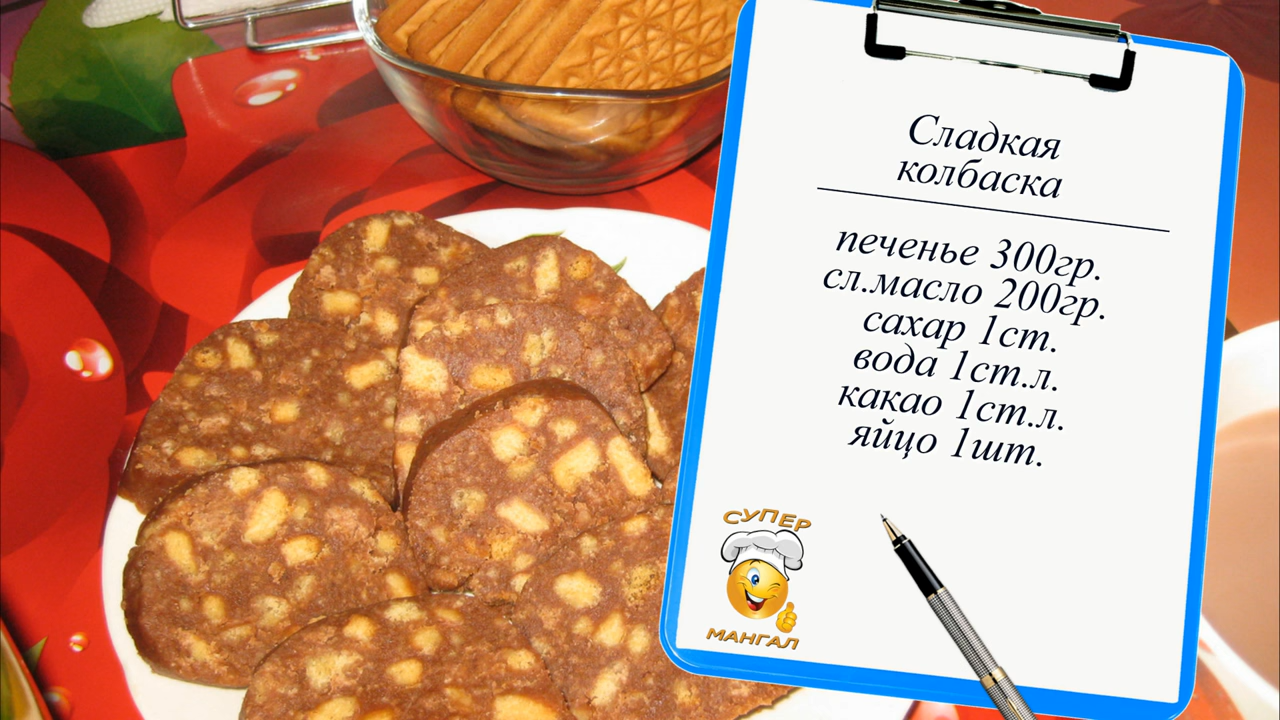 Сладкая
колбаска
печенье 300гр.
сл.масло 200гр.
сахар 1ст.
вода 1ст.л.
какао 1ст.л.
яйцо 1шт.
СУПЕР
МАНГАЛ